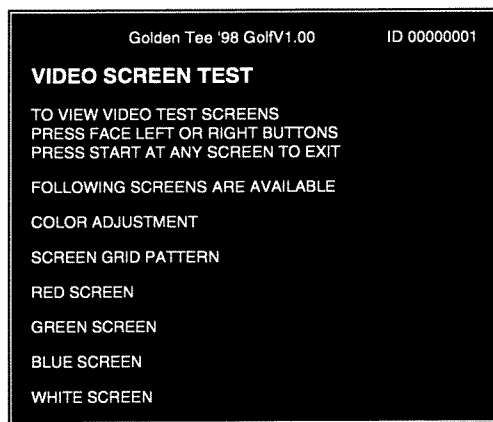 Golden Tee '98 GolfV1.00 ID 00000001
VIDEO SCREEN TEST
TO VIEW VIDEO TEST SCREENS
PRESS FACE LEFT OR RIGHT BUTTONS
PRESS START AT ANY SCREEN TO EXIT
FOLLOWING SCREENS ARE AVAILABLE
COLOR ADJUSTMENT
SCREEN GRID PATTERN
RED SCREEN
GREEN SCREEN
BLUE SCREEN
WHITE SCREEN